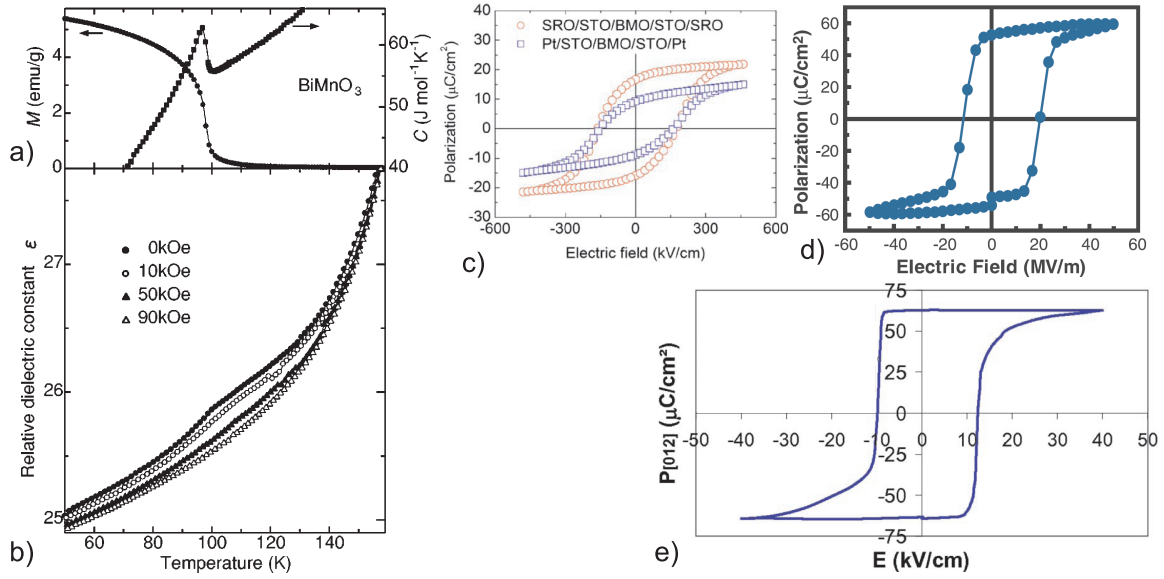 M (emu/g)
4
2
0
60
50
40
C (J mol⁻¹K⁻¹)
BiMnO₃
a)
Relative dielectric constant ε
27
26
25
0kOe
10kOe
50kOe
90kOe
60 80 100 120 140
Temperature (K)
b)
SRO/STO/BMO/STO/SRO
Pt/STO/BMO/STO/Pt
Polarization (μC/cm²)
40
30
20
10
0
-10
-20
-30
-600 -300 0 300 600
Electric field (kV/cm)
c)
Polarization (μC/cm²)
60
40
20
0
-20
-40
-60
-60 -40 -20 0 20 40 60
Electric Field (MV/m)
d)
P[012] (μC/cm²)
75
50
25
0
-25
-50
-75
-50 -40 -30 -20 -10 0 10 20 30 40 50
E (kV/cm)
e)